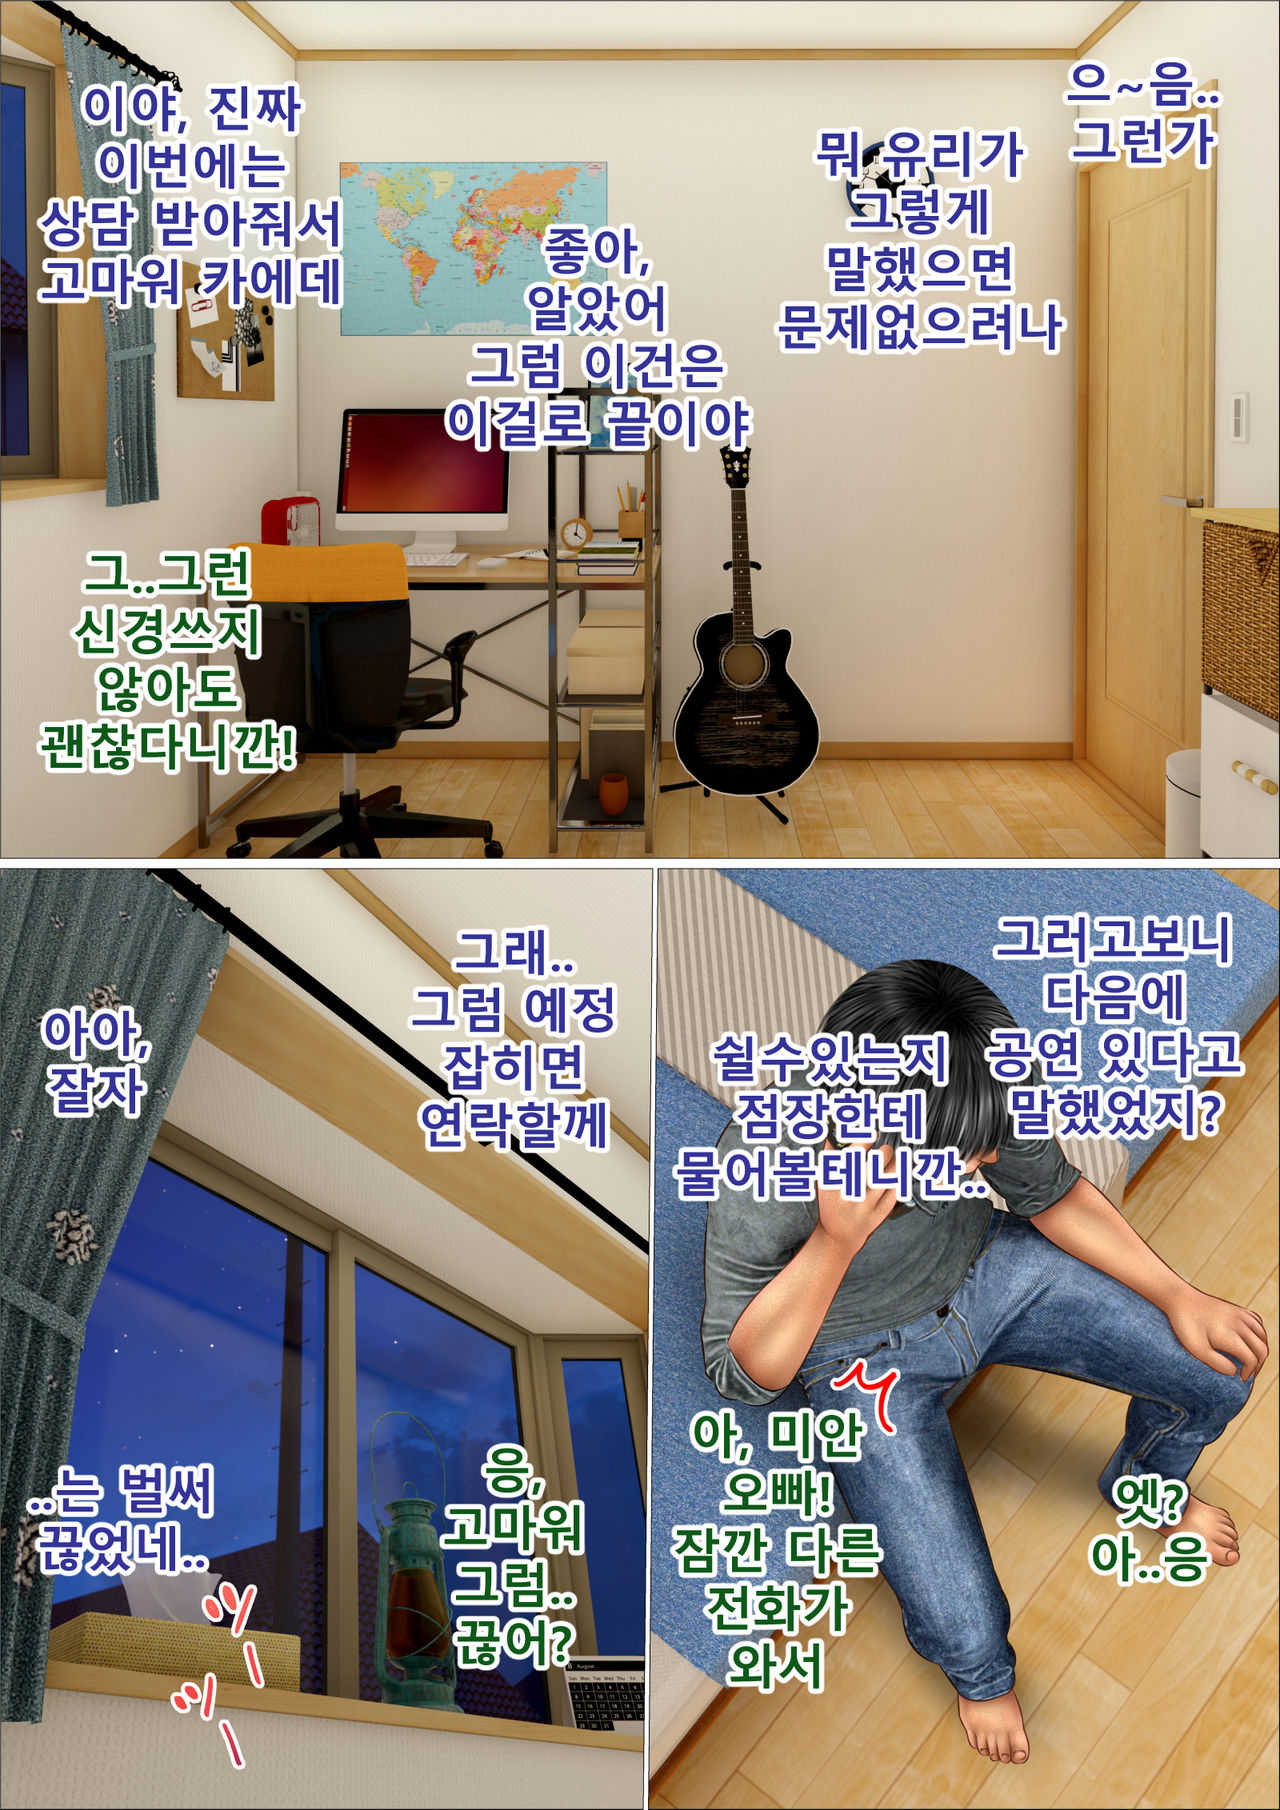 으~음..
그런가
뭐 유리가
그렇게
말했으면
문제없으려나
좋아,
알았어
그럼 이건은
이걸로 끝이야
이야, 진짜
이번에는
상담 받아줘서
고마워 카에데
그..그런
신경쓰지
않아도
괜찮다니깐!
그러고보니
다음에
공연 있다고
말했었지?
쉴수있는지
점장한테
물어볼테니깐..
엣?
아..응
아, 미안
오빠!
잠깐 다른
전화가
와서
그래..
그럼 예정
잡히면
연락할께
응,
고마워
그럼..
끊어?
아아,
잘자
..는 벌써
끊었네..
ツー
ツー
August